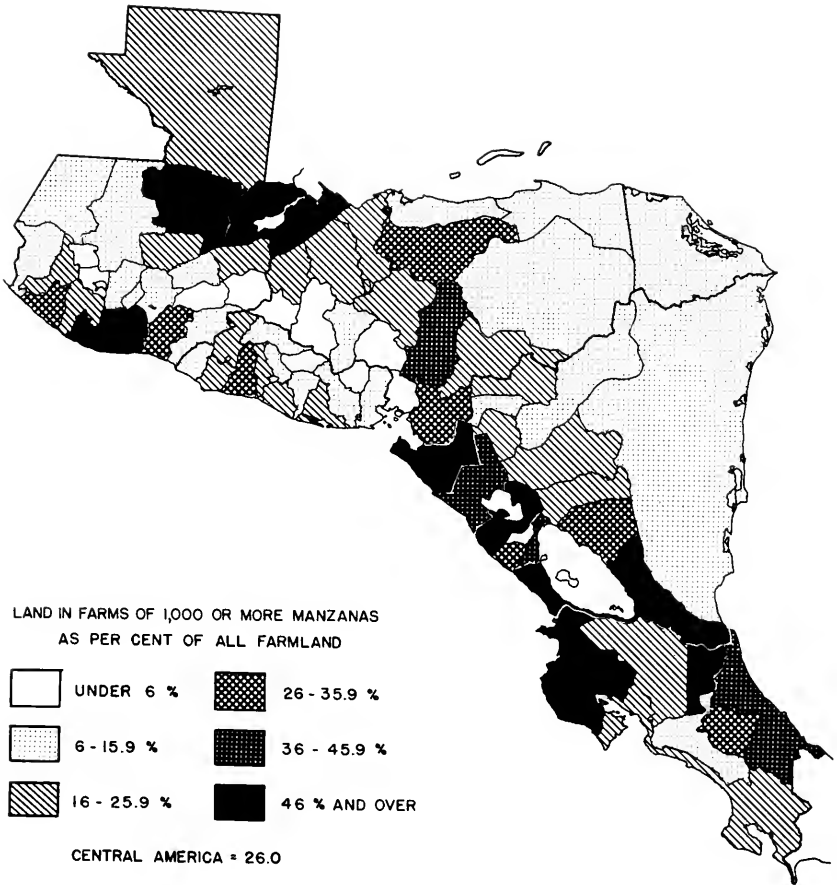 LAND IN FARMS OF 1,000 OR MORE MANZANAS
AS PER CENT OF ALL FARMLAND
UNDER 6 %
6-15.9 %
16-25.9 %
26-35.9 %
36-45.9 %
46 % AND OVER
CENTRAL AMERICA = 26.0